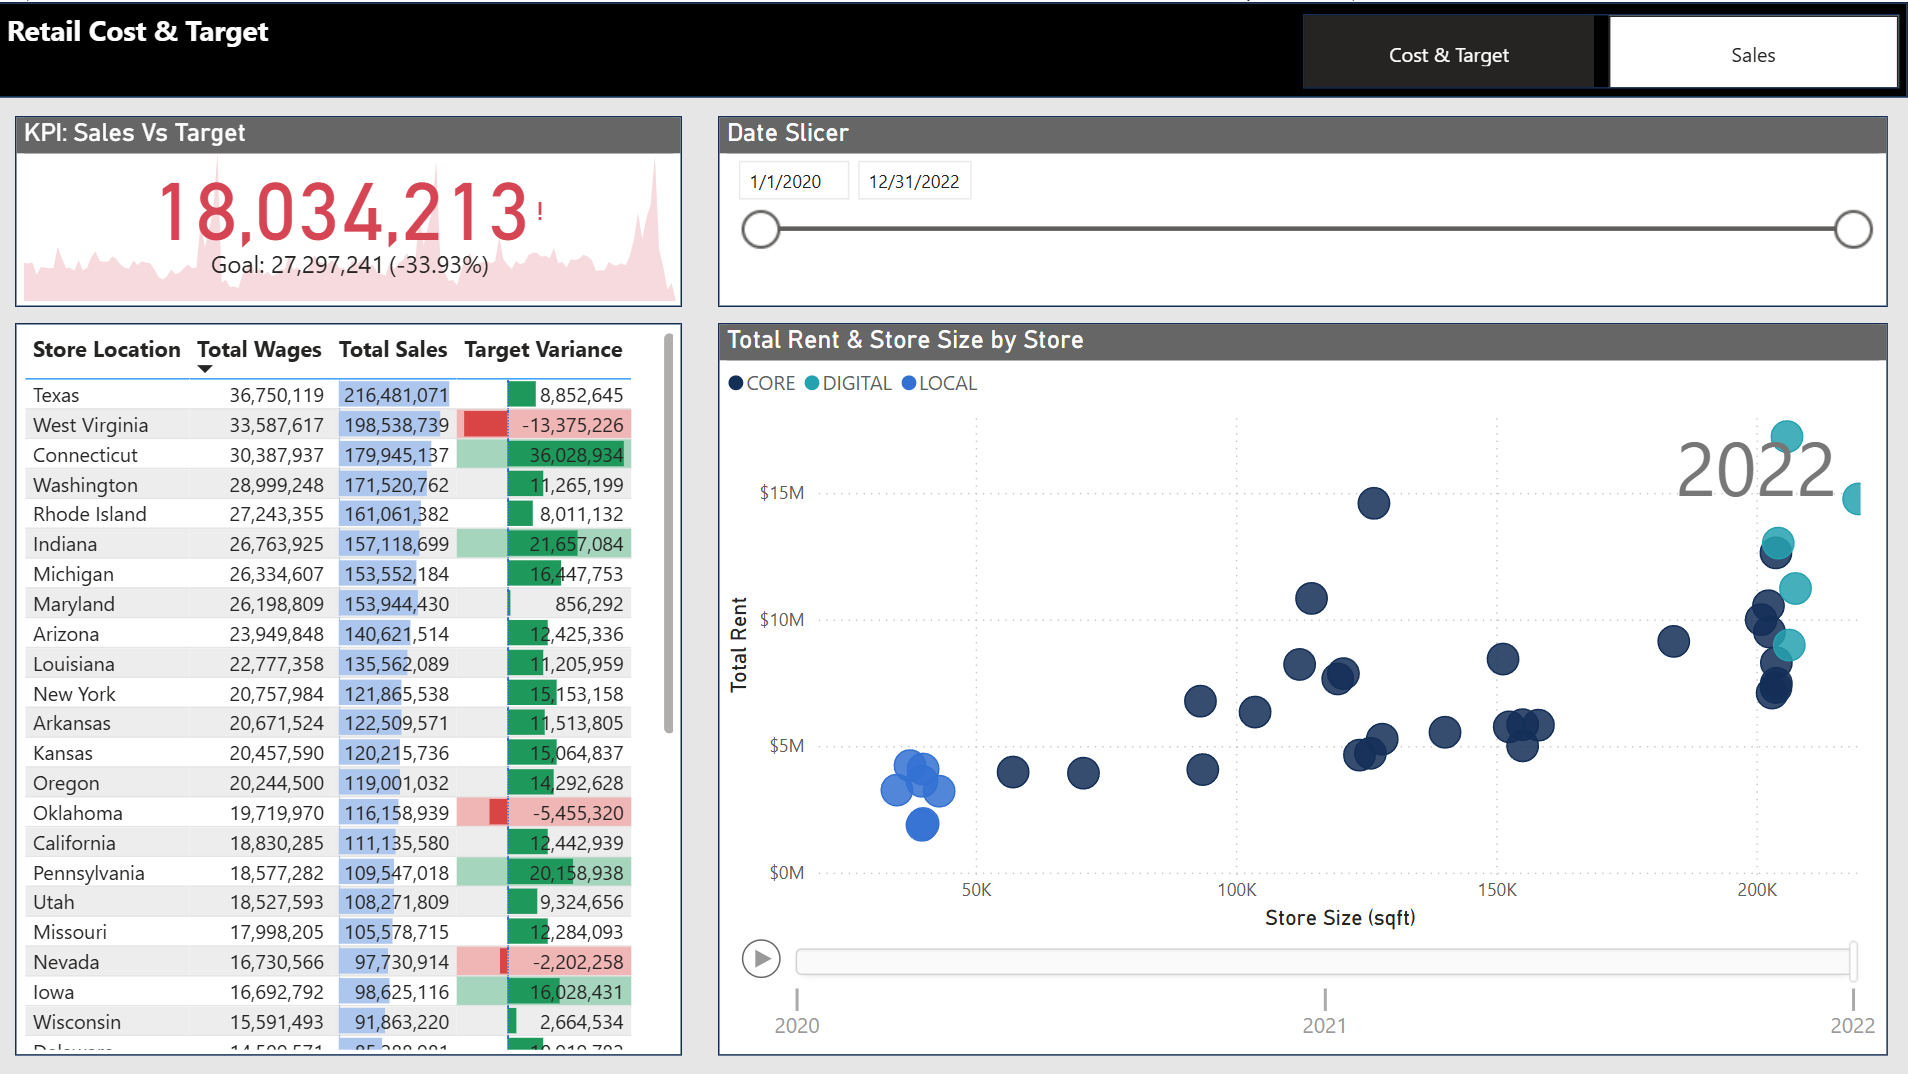 Retail Cost & Target
Cost & Target
Sales
KPI: Sales Vs Target
18,034,213!
Goal: 27,297,241 (-33.93%)
Date Slicer
1/1/2020
12/31/2022
Store Location Total Wages Total Sales Target Variance
Texas 36,750,119 216,481,071 8,852,645
West Virginia 33,587,617 198,538,739 -13,375,226
Connecticut 30,387,937 179,945,137 36,028,934
Washington 28,999,248 171,520,762 11,265,199
Rhode Island 27,243,355 161,061,382 8,011,132
Indiana 26,763,925 157,118,699 21,657,084
Michigan 26,334,607 153,552,184 16,447,753
Maryland 26,198,809 153,944,430 856,292
Arizona 23,949,848 140,621,514 12,425,336
Louisiana 22,777,358 135,562,089 11,205,959
New York 20,757,984 121,865,538 15,153,158
Arkansas 20,671,524 122,509,571 11,513,805
Kansas 20,457,590 120,215,736 15,064,837
Oregon 20,244,500 119,001,032 14,292,628
Oklahoma 19,719,970 116,158,939 -5,455,320
California 18,830,285 111,135,580 12,442,939
Pennsylvania 18,577,282 109,547,018 20,158,938
Utah 18,527,593 108,271,809 9,324,656
Missouri 17,998,205 105,578,715 12,284,093
Nevada 16,730,566 97,730,914 -2,202,258
Iowa 16,692,792 98,625,116 16,028,431
Wisconsin 15,591,493 91,863,220 2,664,534
Total Rent & Store Size by Store
CORE DIGITAL LOCAL
2022
Total Rent
$15M
$10M
$5M
$0M
50K 100K 150K 200K
Store Size (sqft)
2020 2021 2022